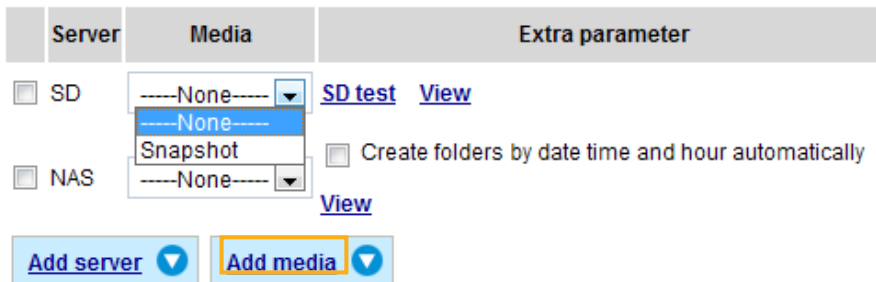 Server Media Extra parameter
SD -----None----- SD test View
-----None-----
Snapshot
Create folders by date time and hour automatically
NAS -----None-----
View
Add server Add media